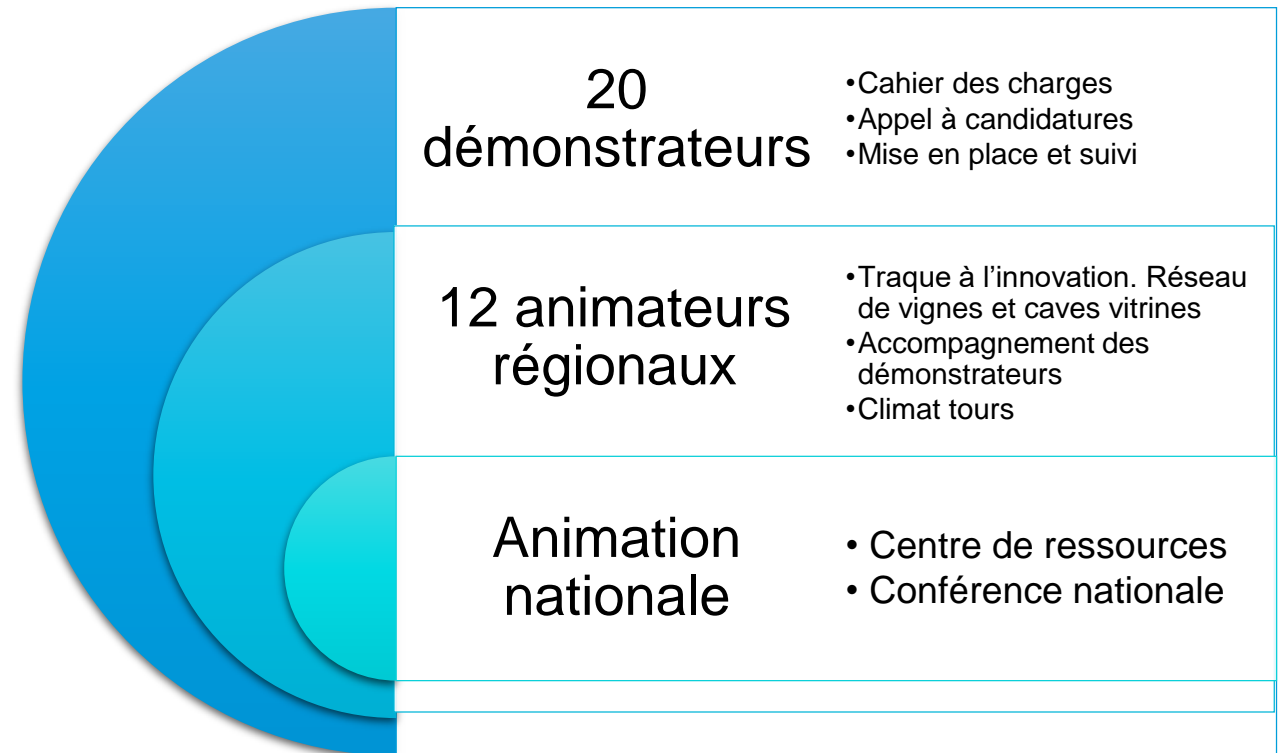 20
démonstrateurs
•Cahier des charges
•Appel à candidatures
•Mise en place et suivi
12 animateurs
régionaux
•Traque à l’innovation. Réseau
de vignes et caves vitrines
•Accompagnement des
démonstrateurs
•Climat tours
Animation
nationale
• Centre de ressources
• Conférence nationale